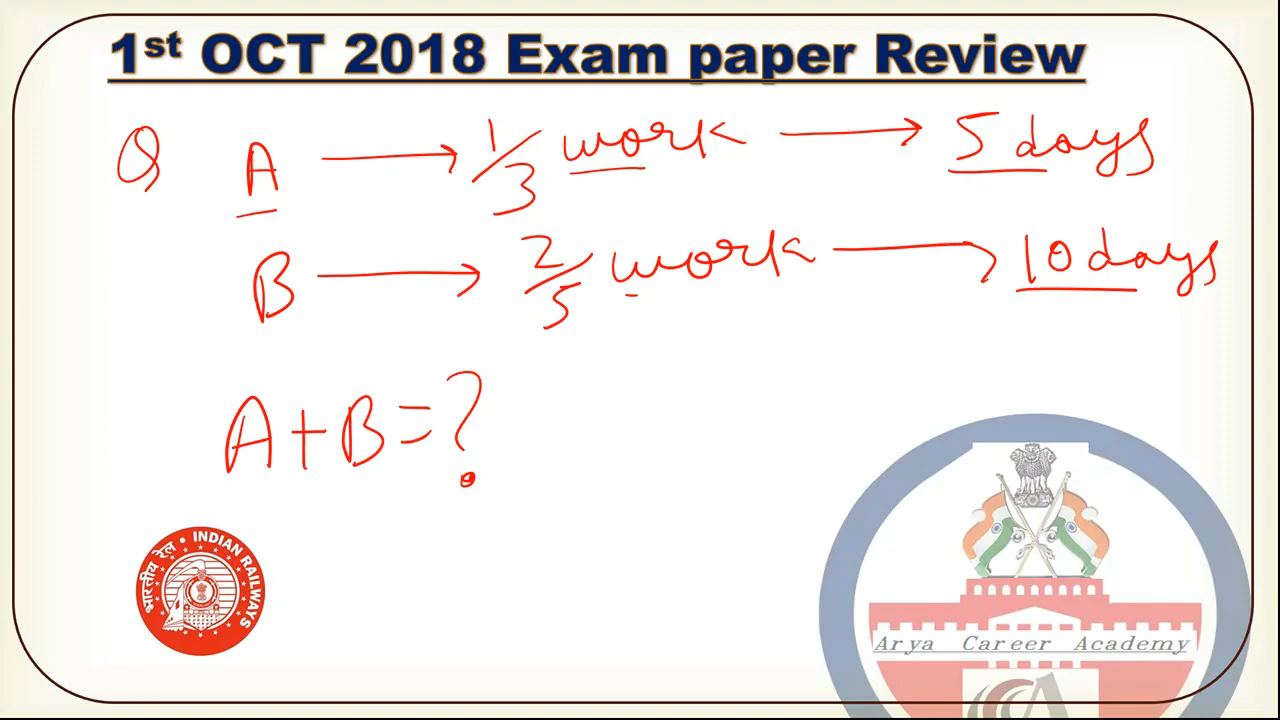 1st OCT 2018 Exam paper Review
Q A → 1/3 work → 5 days
B → 2/5 work → 10 days
A+B=?
भारतीय रेल • INDIAN RAILWAYS
Arya Career Academy